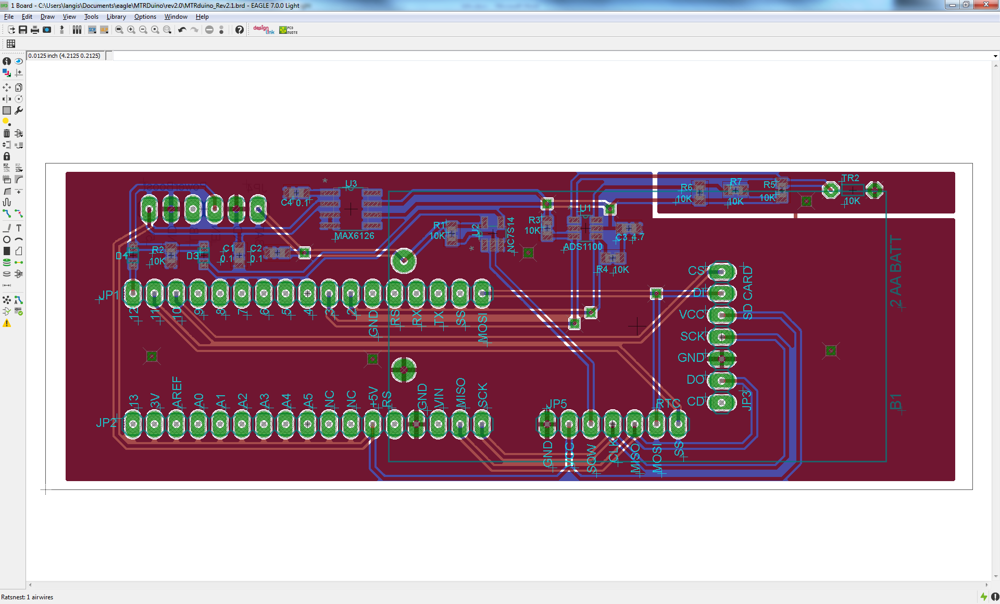 1 Board - C:\Users\langis\Documents\eagle\MTRDuino\rev2.0\MTRduino_Rev2.1.brd - EAGLE 7.0.0 Light
File Edit Draw View Tools Library Options Window Help
design link PCB QUOTE
0.0125 inch (4.2125 0.2125)
PowerBoost JP4
U3
C4 0.1
MAX6126
R1
10K
U2
NC7S14
R3
10K
U1
ADS1100
C3 4.7
R4 10K
R6
10K
R7
10K
R5
10K
TR2
10K
D4
R2
10K
D3
C1
0.1
C2
0.1
JP1
12 11 10 9 8 7 6 5 4 3 2 GND RS RX TX SS MOSI
CS
DI
VCC
SCK
GND
DO
CD
SD CARD
JP3
2 AA BATT
B1
13 3V AREF A0 A1 A2 A3 A4 A5 NC NC +5V RS GND VIN MISO SCK
JP2
JP5
RTC
GND VCC SQW CLK MISO MOSI SS
Ratsnest: 1 airwires